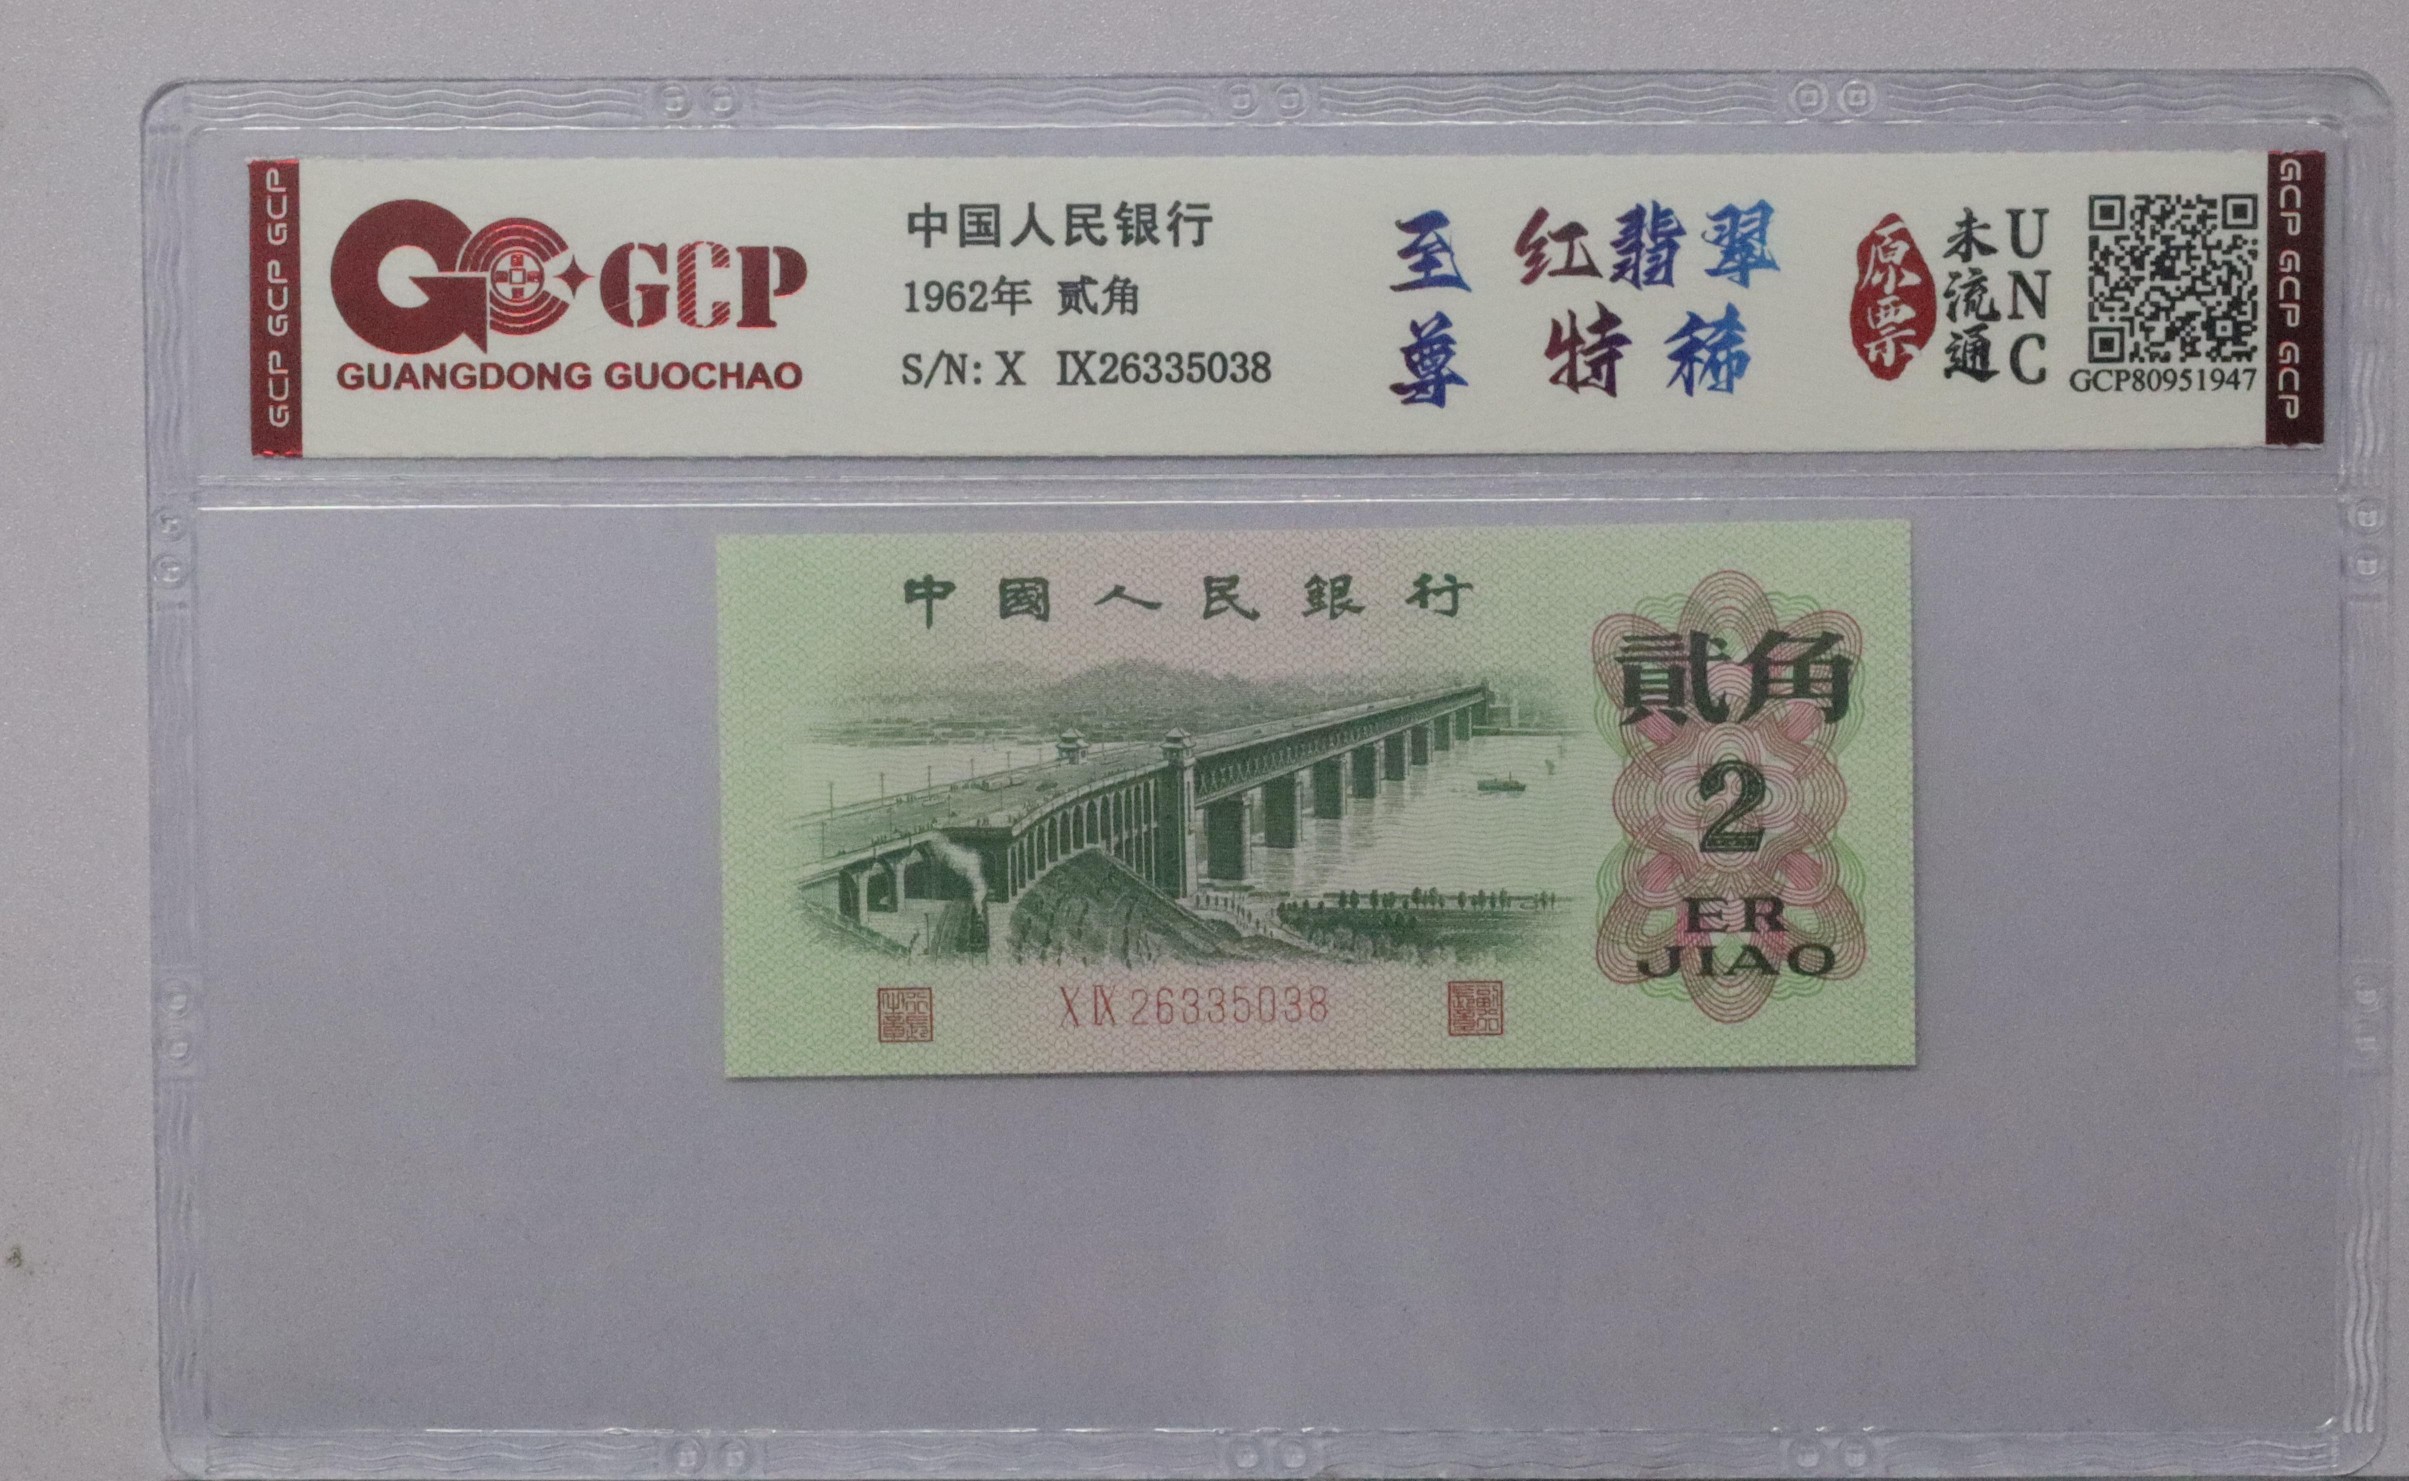 GCP GCP GCP
GCP
GUANGDONG GUOCHAO
中国人民银行
1962年 贰角
S/N: X IX26335038
至尊
红翡翠
特稀
原票
未流通
UNC
GCP80951947
GCP GCP GCP
中國人民銀行
貳角
2
ER
JIAO
X IX 26335038